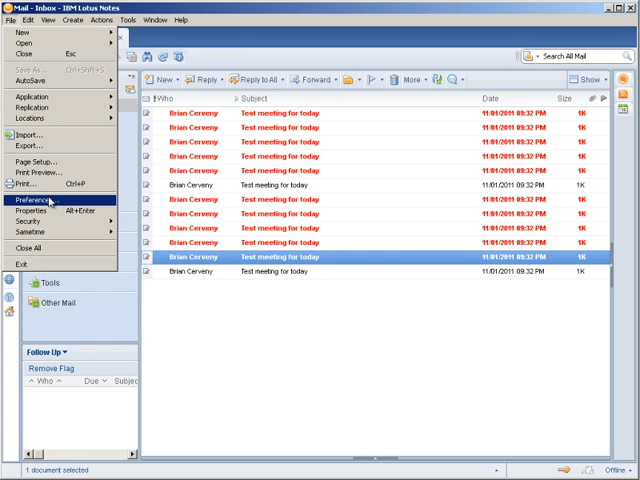 Mail - Inbox - IBM Lotus Notes
File Edit View Create Actions Tools Window Help
New
Open
Close Esc
Save As... Ctrl+Shift+S
AutoSave
Application
Replication
Locations
Import...
Export...
Page Setup...
Print Preview...
Print... Ctrl+P
Preference...
Properties Alt+Enter
Security
Sametime
Close All
Exit
Search All Mail
New Reply Reply to All Forward More Show
Who Subject Date Size
Brian Cerveny Test meeting for today 11/01/2011 09:32 PM 1K
Brian Cerveny Test meeting for today 11/01/2011 09:32 PM 1K
Brian Cerveny Test meeting for today 11/01/2011 09:32 PM 1K
Brian Cerveny Test meeting for today 11/01/2011 09:32 PM 1K
Brian Cerveny Test meeting for today 11/01/2011 09:32 PM 1K
Brian Cerveny Test meeting for today 11/01/2011 09:32 PM 1K
Brian Cerveny Test meeting for today 11/01/2011 09:32 PM 1K
Brian Cerveny Test meeting for today 11/01/2011 09:32 PM 1K
Brian Cerveny Test meeting for today 11/01/2011 09:32 PM 1K
Brian Cerveny Test meeting for today 11/01/2011 09:32 PM 1K
Brian Cerveny Test meeting for today 11/01/2011 09:32 PM 1K
Brian Cerveny Test meeting for today 11/01/2011 09:32 PM 1K
Tools
Other Mail
Follow Up
Remove Flag
Who Due Subjec
1 document selected
Offline